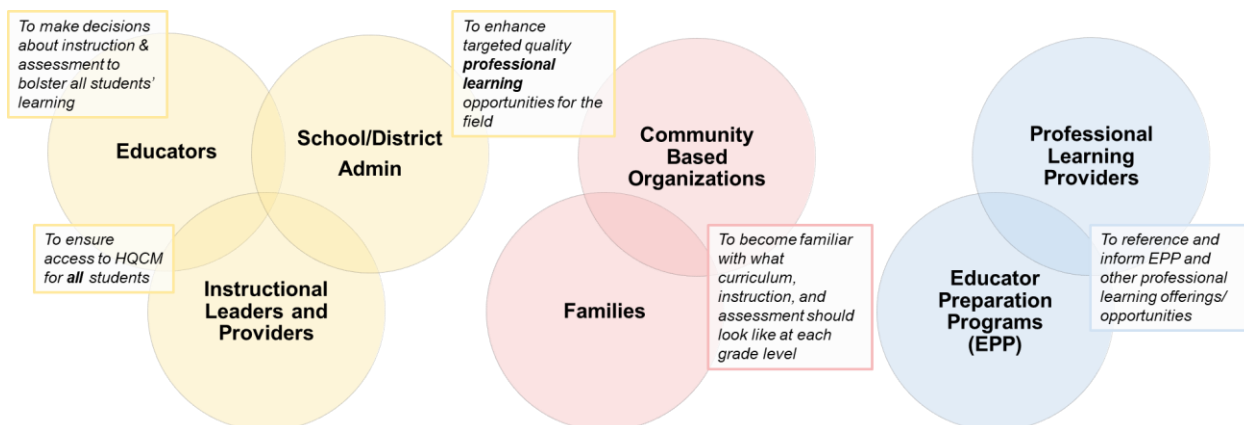 To make decisions
about instruction &
assessment to
bolster all students'
learning
Educators
School/District
Admin
To enhance
targeted quality
professional
learning
opportunities for the
field
To ensure
access to HQCM
for all students
Instructional
Leaders and
Providers
Community
Based
Organizations
Families
To become familiar
with what
curriculum,
instruction, and
assessment should
look like at each
grade level
Professional
Learning
Providers
Educator
Preparation
Programs
(EPP)
To reference and
inform EPP and
other professional
learning offerings/
opportunities